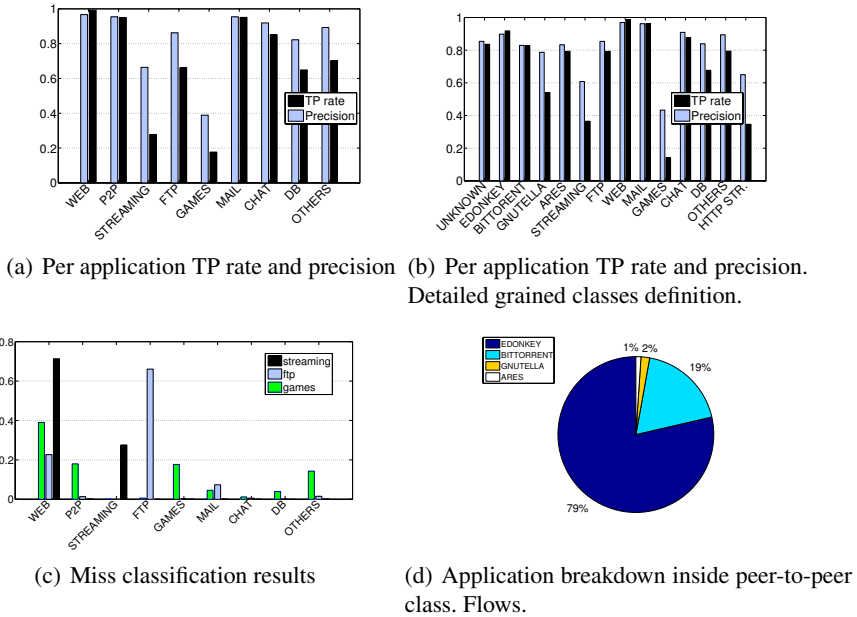 1
0.8
0.6
0.4
0.2
0
TP rate
Precision
WEB
P2P
STREAMING
FTP
GAMES
MAIL
CHAT
DB
OTHERS
(a) Per application TP rate and precision
1
0.8
0.6
0.4
0.2
0
TP rate
Precision
UNKNOWN
EDONKEY
BITTORENT
GNUTELLA
ARES
STREAMING
FTP
WEB
MAIL
GAMES
CHAT
DB
OTHERS
HTTP STR.
(b) Per application TP rate and precision.
Detailed grained classes definition.
0.8
0.6
0.4
0.2
0
streaming
ftp
games
WEB
P2P
STREAMING
FTP
GAMES
MAIL
CHAT
DB
OTHERS
(c) Miss classification results
EDONKEY
BITTORRENT
GNUTELLA
ARES
1% 2%
19%
79%
(d) Application breakdown inside peer-to-peer
class. Flows.